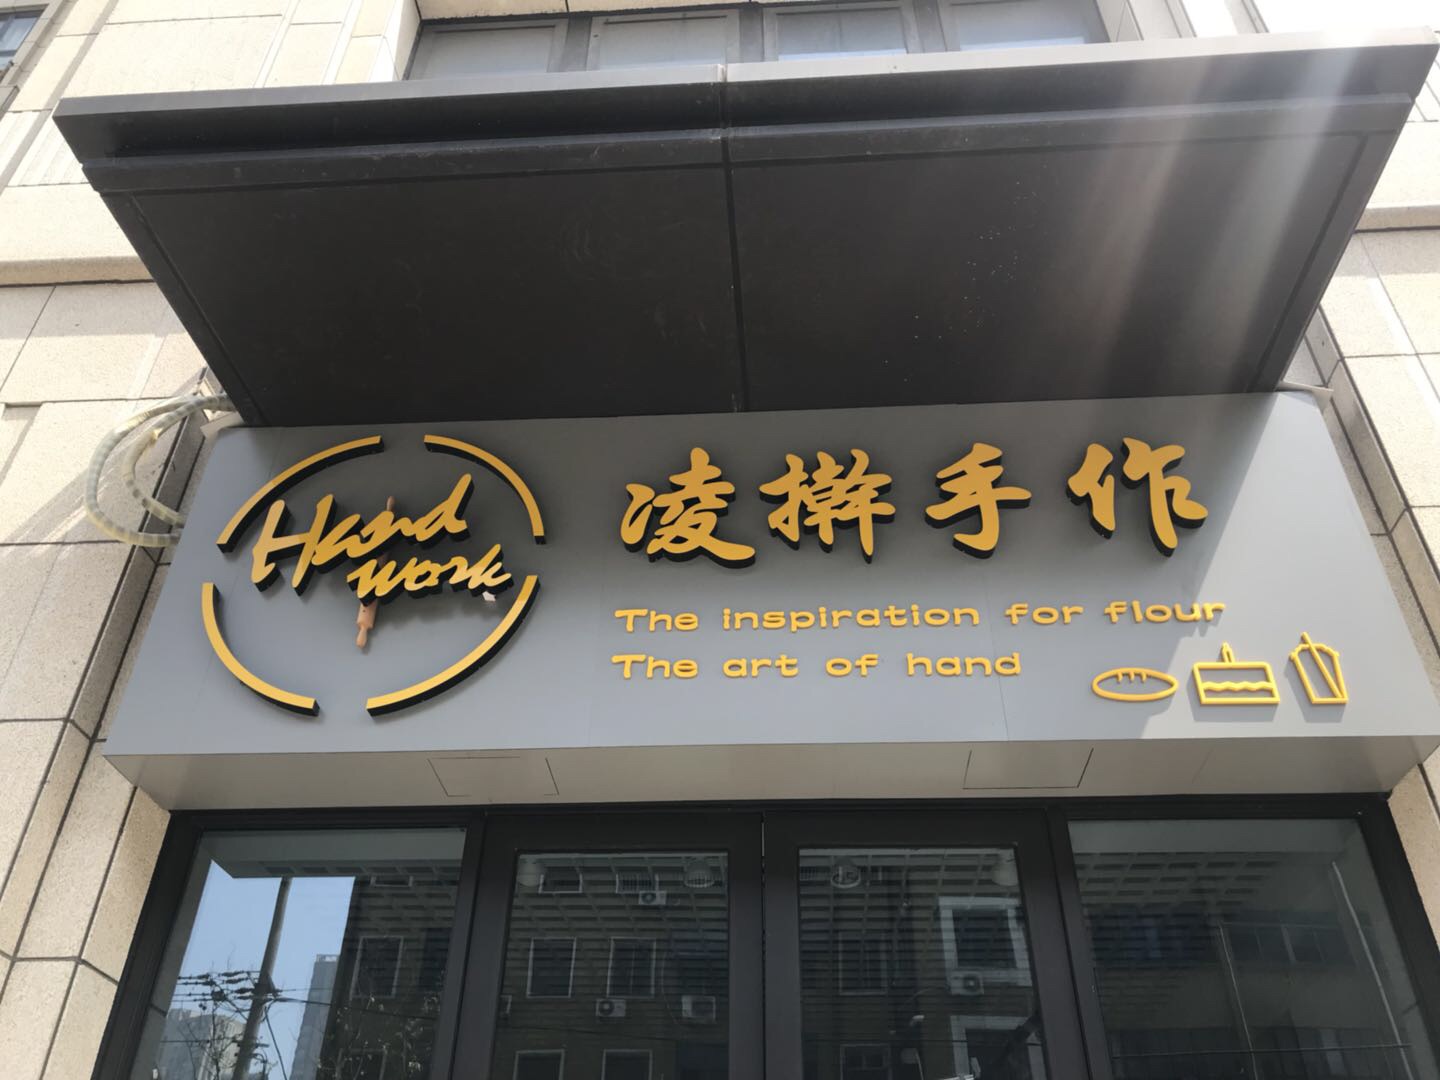 Hand
work
凌擀手作
The inspiration for flour
The art of hand